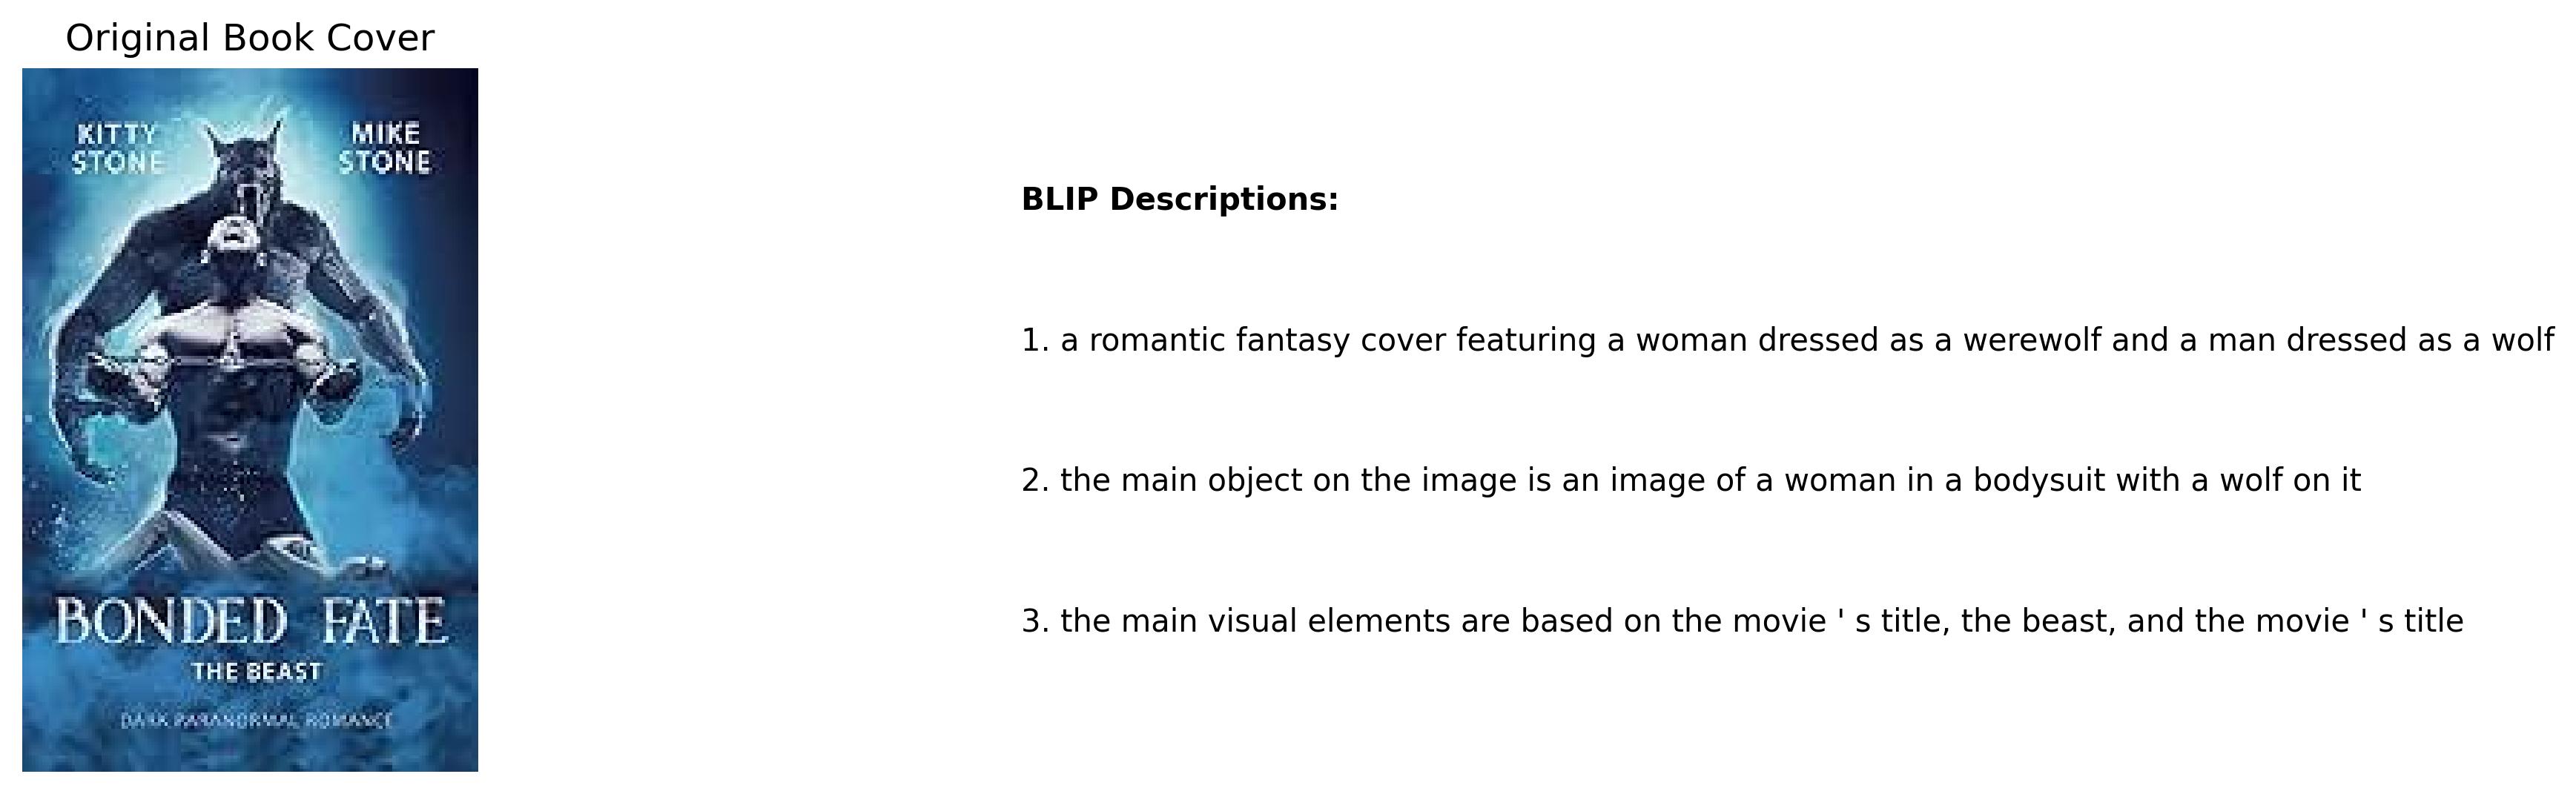 Original Book Cover
KITTY
STONE
MIKE
STONE
BONDED FATE
THE BEAST
DARK PARANORMAL ROMANCE
BLIP Descriptions:
1. a romantic fantasy cover featuring a woman dressed as a werewolf and a man dressed as a wolf
2. the main object on the image is an image of a woman in a bodysuit with a wolf on it
3. the main visual elements are based on the movie ' s title, the beast, and the movie ' s title